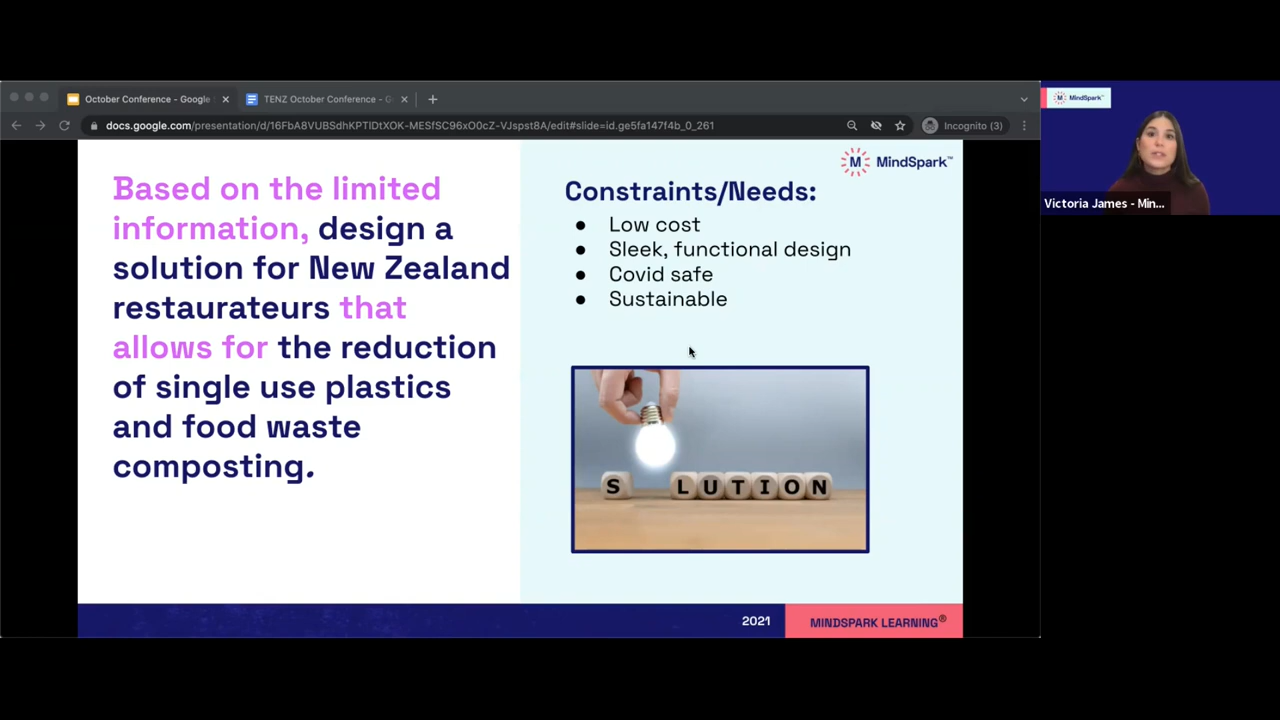 October Conference - Google
TENZ October Conference - G
docs.google.com/presentation/d/16FbA8VUBSdhKPTIDtXOK-MESfSC96xO0cZ-VJspst8A/edit#slide=id.ge5fa147f4b_0_261
Incognito (3)
Based on the limited
information, design a
solution for New Zealand
restaurateurs that
allows for the reduction
of single use plastics
and food waste
composting.
M MindSpark™
Constraints/Needs:
● Low cost
● Sleek, functional design
● Covid safe
● Sustainable
S LUTION
2021
MINDSPARK LEARNING®
M MindSpark™
Victoria James - Min...